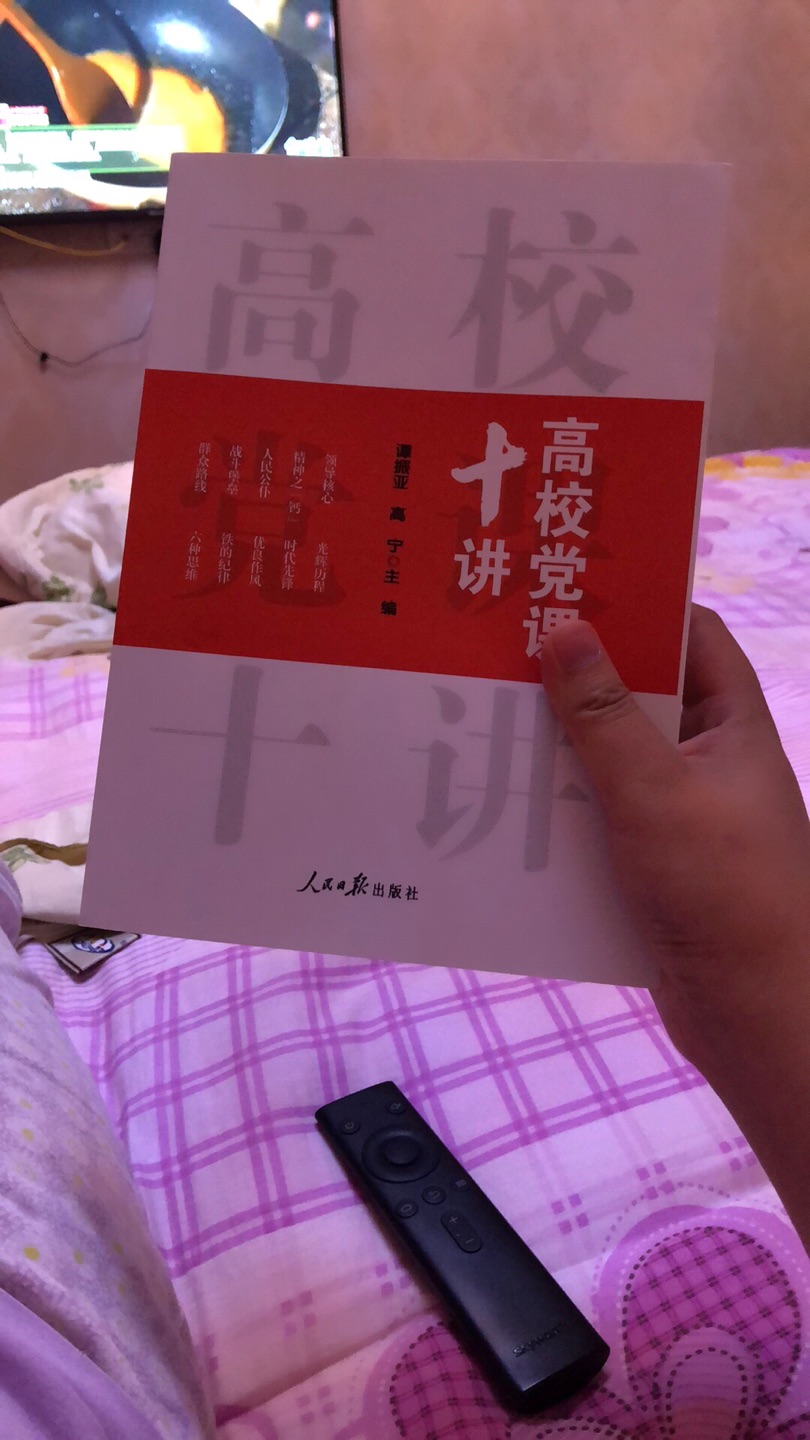 高校
党课
十讲
高校党课
十讲
谭振亚 高宁◎主编
领导核心 光辉历程
精神之“钙” 时代先锋
人民公仆 优良作风
战斗堡垒 铁的纪律
群众路线 六种思维
人民日报出版社
Skyworth